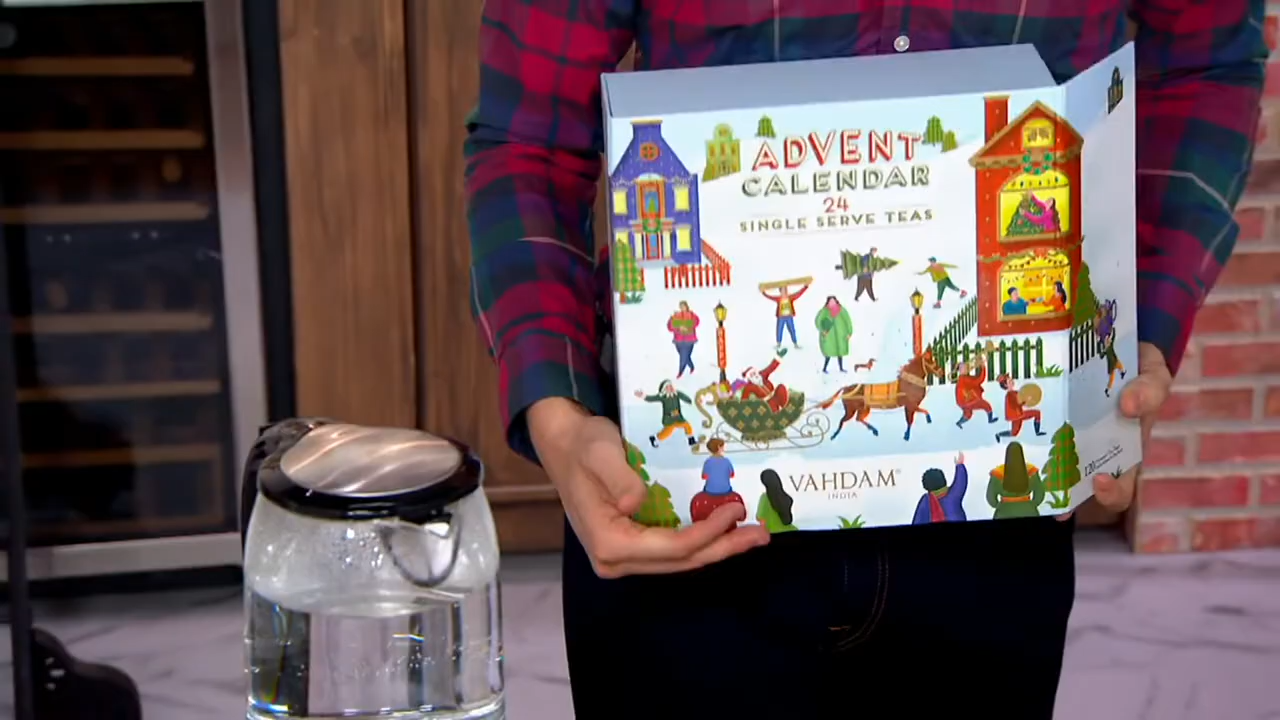 ADVENT
CALENDAR
24
SINGLE SERVE TEAS
VAHDAM®
INDIA